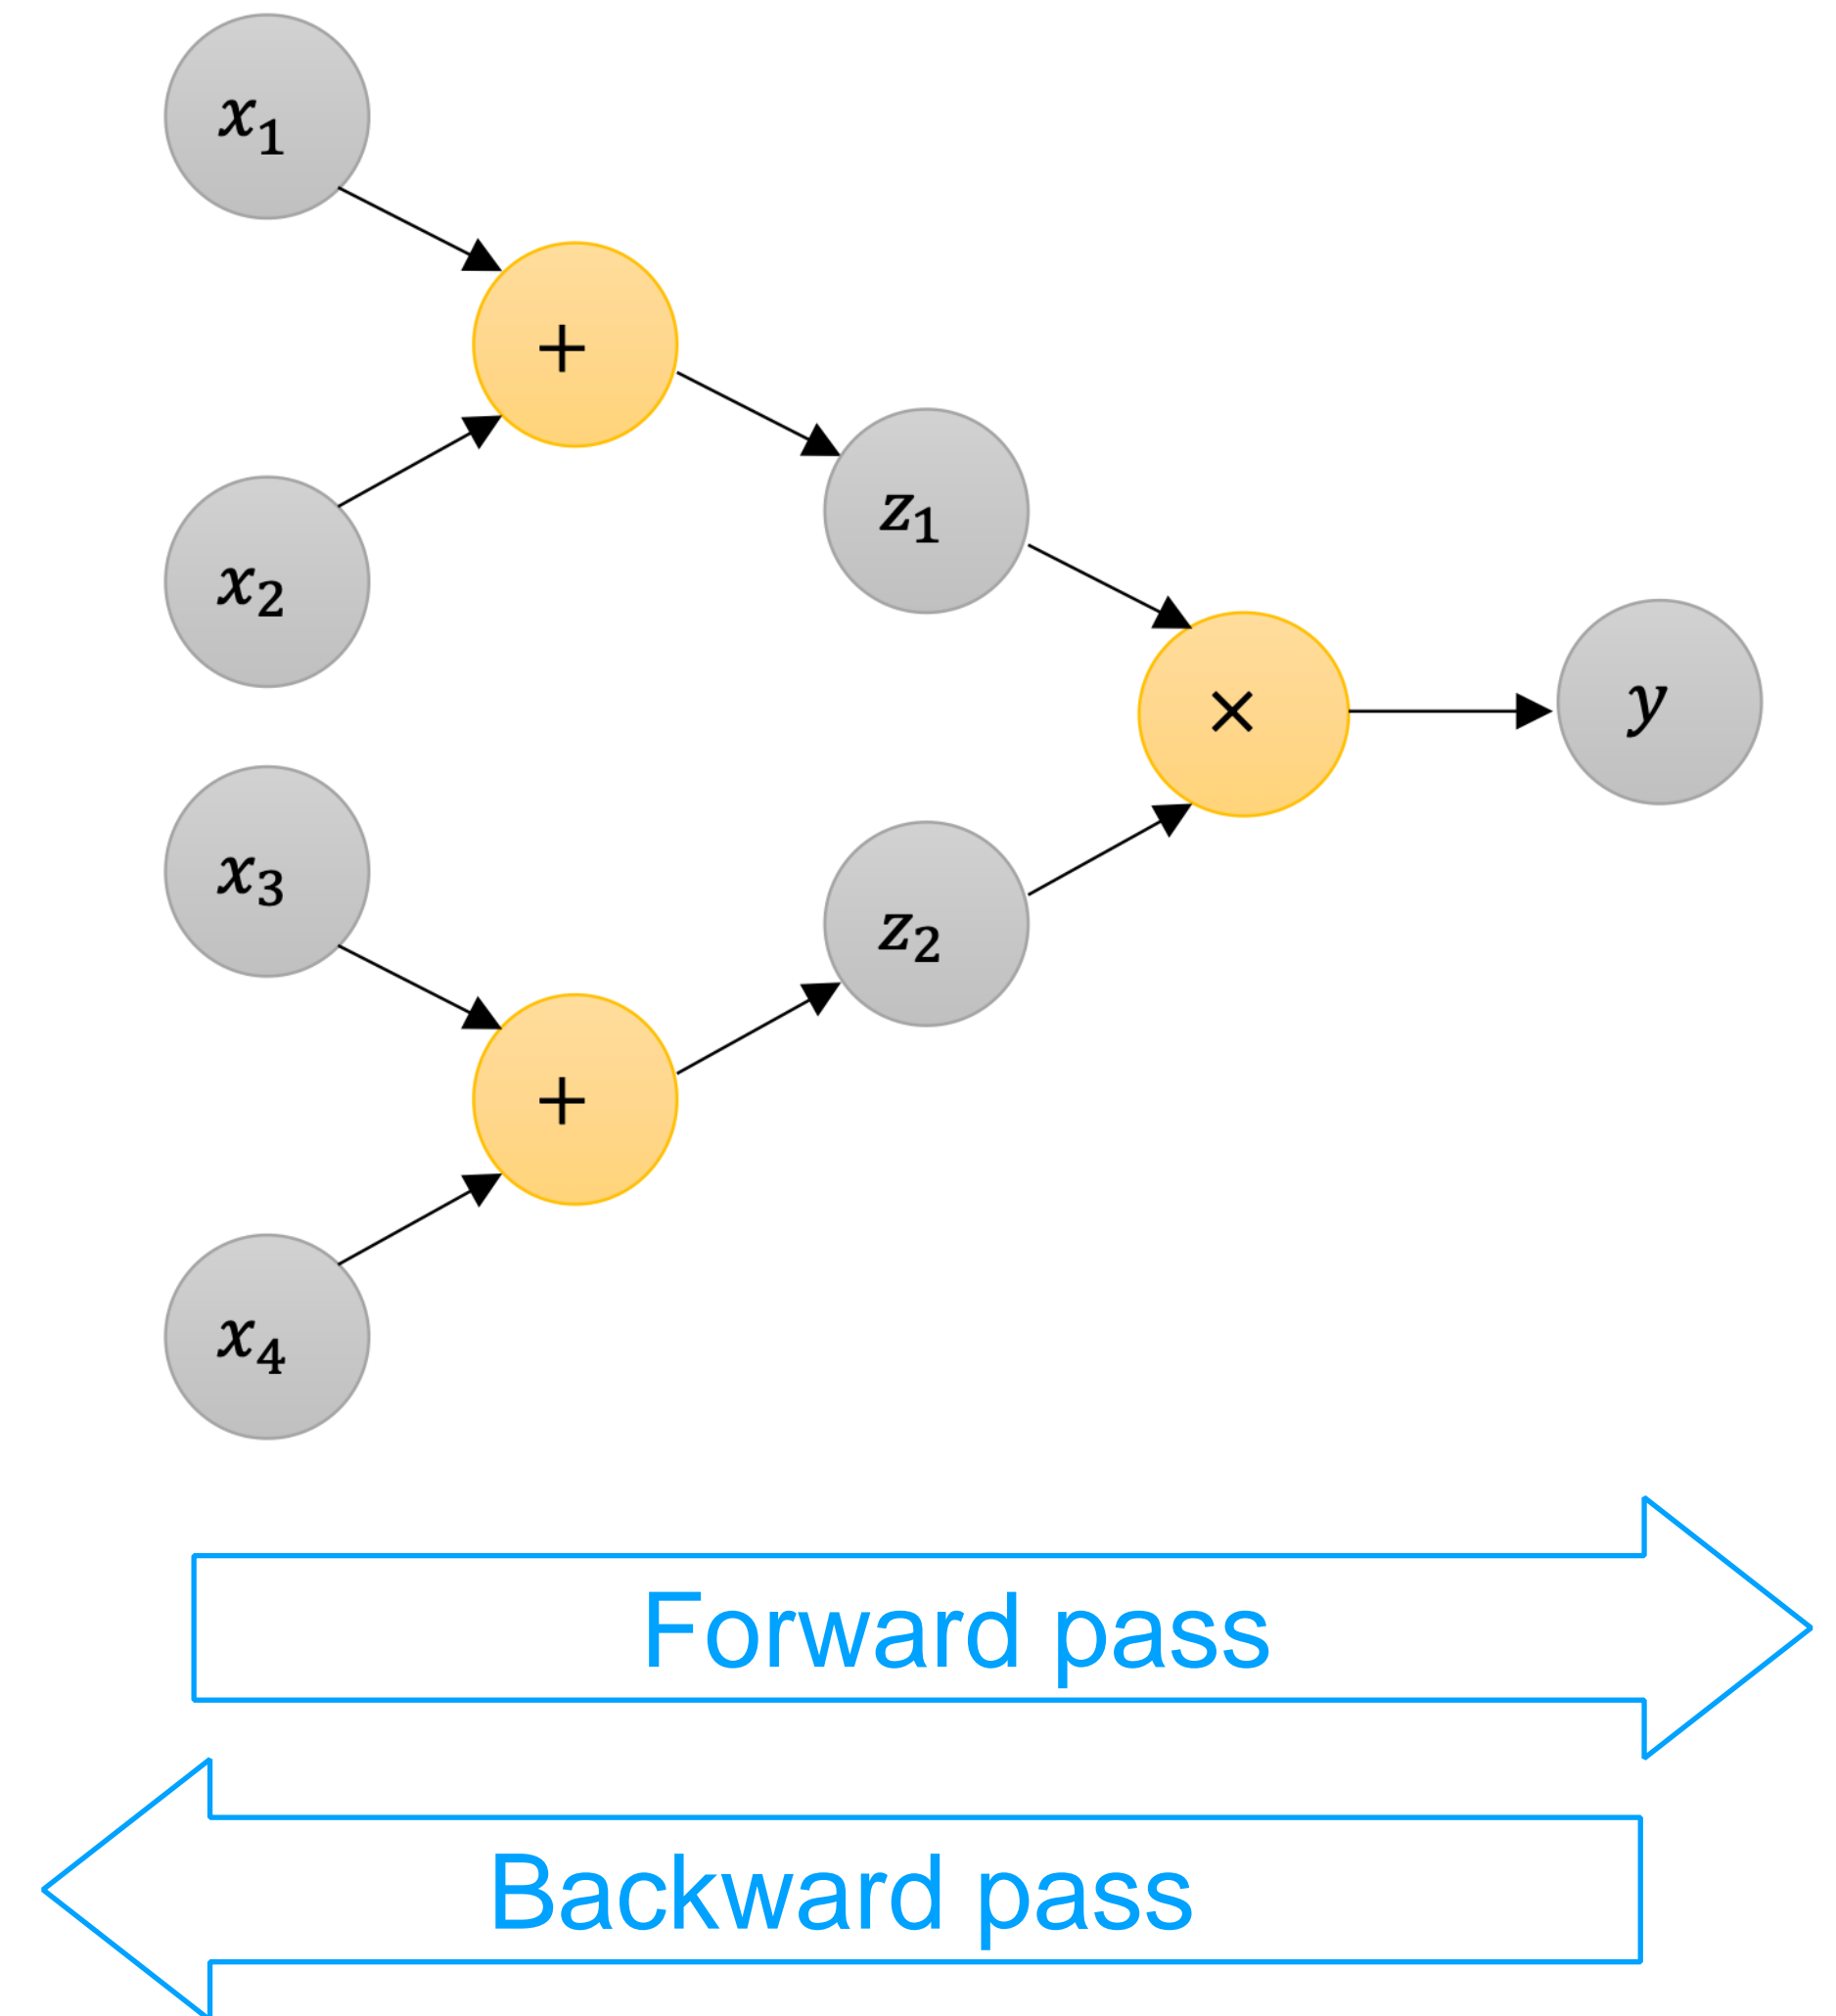 x₁
+
x₂
z₁
×
y
x₃
z₂
+
x₄
Forward pass
Backward pass